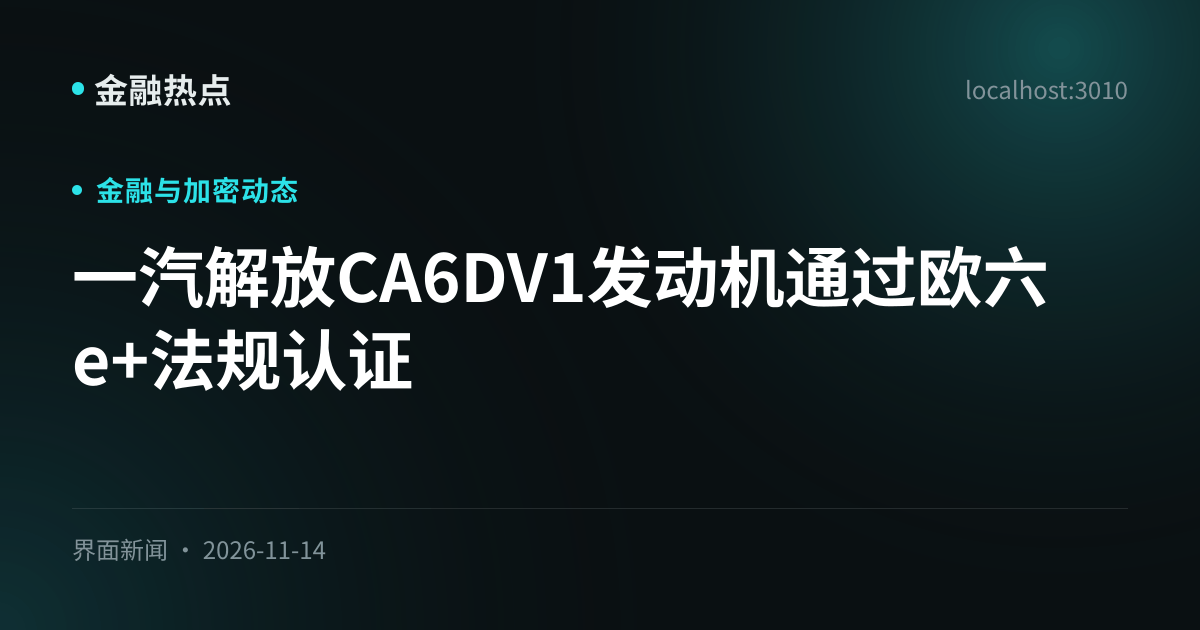 金融热点
localhost:3010
金融与加密动态
一汽解放CA6DV1发动机通过欧六
e+法规认证
界面新闻 · 2026-11-14